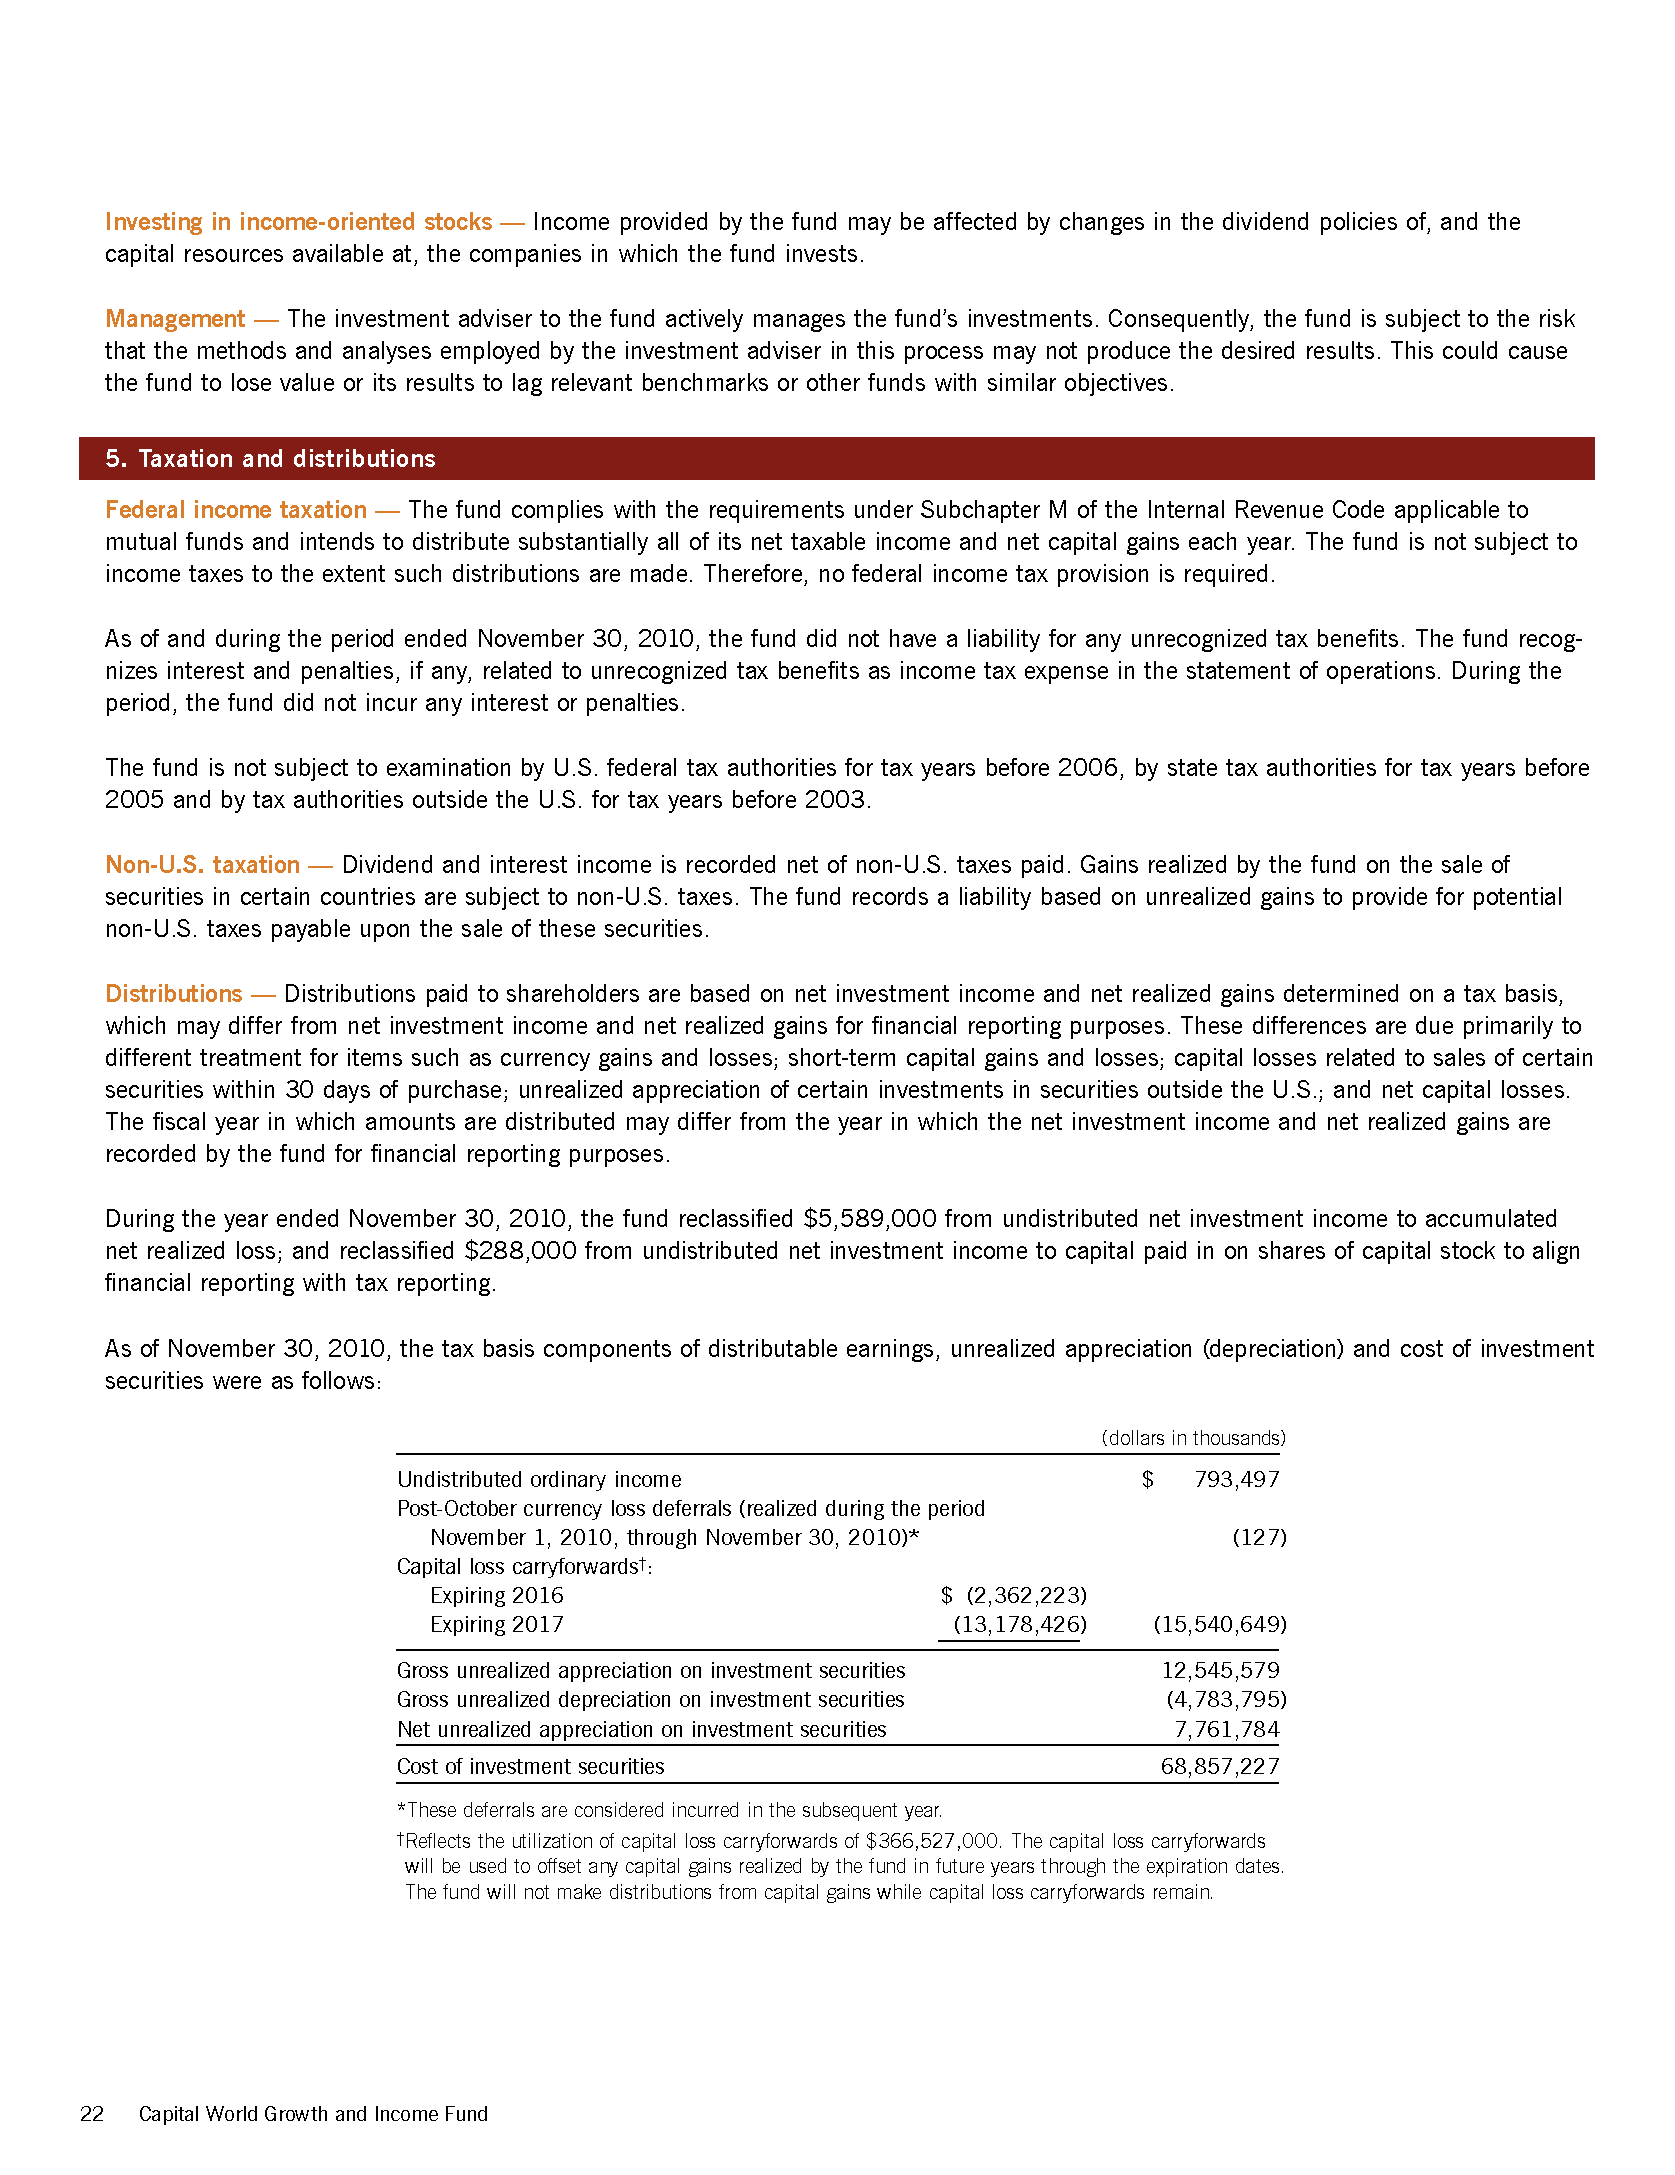 Investing in income-oriented stocks — Income provided by the fund may be affected by changes in the dividend policies of, and the
capital resources available at, the companies in which the fund invests.
Management — The investment adviser to the fund actively manages the fund’s investments. Consequently, the fund is subject to the risk
that the methods and analyses employed by the investment adviser in this process may not produce the desired results. This could cause
the fund to lose value or its results to lag relevant benchmarks or other funds with similar objectives.
5. Taxation and distributions
Federal income taxation — The fund complies with the requirements under Subchapter M of the Internal Revenue Code applicable to
mutual funds and intends to distribute substantially all of its net taxable income and net capital gains each year. The fund is not subject to
income taxes to the extent such distributions are made. Therefore, no federal income tax provision is required.
As of and during the period ended November 30, 2010, the fund did not have a liability for any unrecognized tax benefits. The fund recog-
nizes interest and penalties, if any, related to unrecognized tax benefits as income tax expense in the statement of operations. During the
period, the fund did not incur any interest or penalties.
The fund is not subject to examination by U.S. federal tax authorities for tax years before 2006, by state tax authorities for tax years before
2005 and by tax authorities outside the U.S. for tax years before 2003.
Non-U.S. taxation — Dividend and interest income is recorded net of non-U.S. taxes paid. Gains realized by the fund on the sale of
securities in certain countries are subject to non-U.S. taxes. The fund records a liability based on unrealized gains to provide for potential
non-U.S. taxes payable upon the sale of these securities.
Distributions — Distributions paid to shareholders are based on net investment income and net realized gains determined on a tax basis,
which may differ from net investment income and net realized gains for financial reporting purposes. These differences are due primarily to
different treatment for items such as currency gains and losses; short-term capital gains and losses; capital losses related to sales of certain
securities within 30 days of purchase; unrealized appreciation of certain investments in securities outside the U.S.; and net capital losses.
The fiscal year in which amounts are distributed may differ from the year in which the net investment income and net realized gains are
recorded by the fund for financial reporting purposes.
During the year ended November 30, 2010, the fund reclassified $5,589,000 from undistributed net investment income to accumulated
net realized loss; and reclassified $288,000 from undistributed net investment income to capital paid in on shares of capital stock to align
financial reporting with tax reporting.
As of November 30, 2010, the tax basis components of distributable earnings, unrealized appreciation (depreciation) and cost of investment
securities were as follows:
(dollars in thousands)
Undistributed ordinary income $ 793,497
Post-October currency loss deferrals (realized during the period
November 1, 2010, through November 30, 2010)* (127)
Capital loss carryforwards†:
Expiring 2016 $ (2,362,223)
Expiring 2017 (13,178,426) (15,540,649)
Gross unrealized appreciation on investment securities 12,545,579
Gross unrealized depreciation on investment securities (4,783,795)
Net unrealized appreciation on investment securities 7,761,784
Cost of investment securities 68,857,227
*These deferrals are considered incurred in the subsequent year.
†Reflects the utilization of capital loss carryforwards of $366,527,000. The capital loss carryforwards
will be used to offset any capital gains realized by the fund in future years through the expiration dates.
The fund will not make distributions from capital gains while capital loss carryforwards remain.
22 Capital World Growth and Income Fund